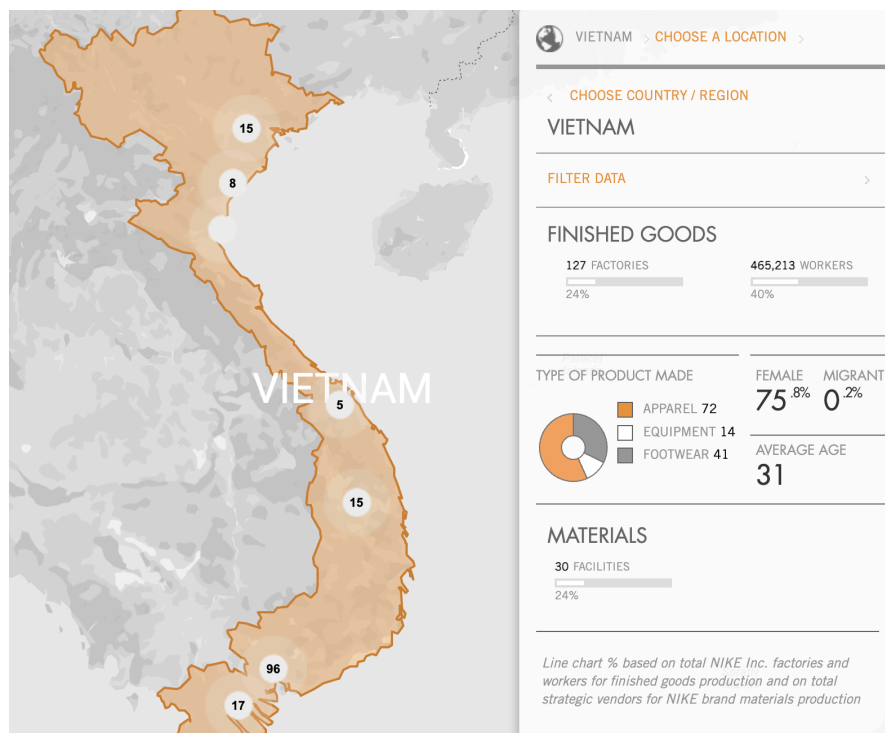 VIETNAM CHOOSE A LOCATION
CHOOSE COUNTRY / REGION
VIETNAM
FILTER DATA
FINISHED GOODS
127 FACTORIES
24%
465,213 WORKERS
40%
TYPE OF PRODUCT MADE
APPAREL 72
EQUIPMENT 14
FOOTWEAR 41
FEMALE
75.8%
MIGRANT
0.2%
AVERAGE AGE
31
MATERIALS
30 FACILITIES
24%
Line chart % based on total NIKE Inc. factories and
workers for finished goods production and on total
strategic vendors for NIKE brand materials production
15
8
VIETNAM
5
15
96
17